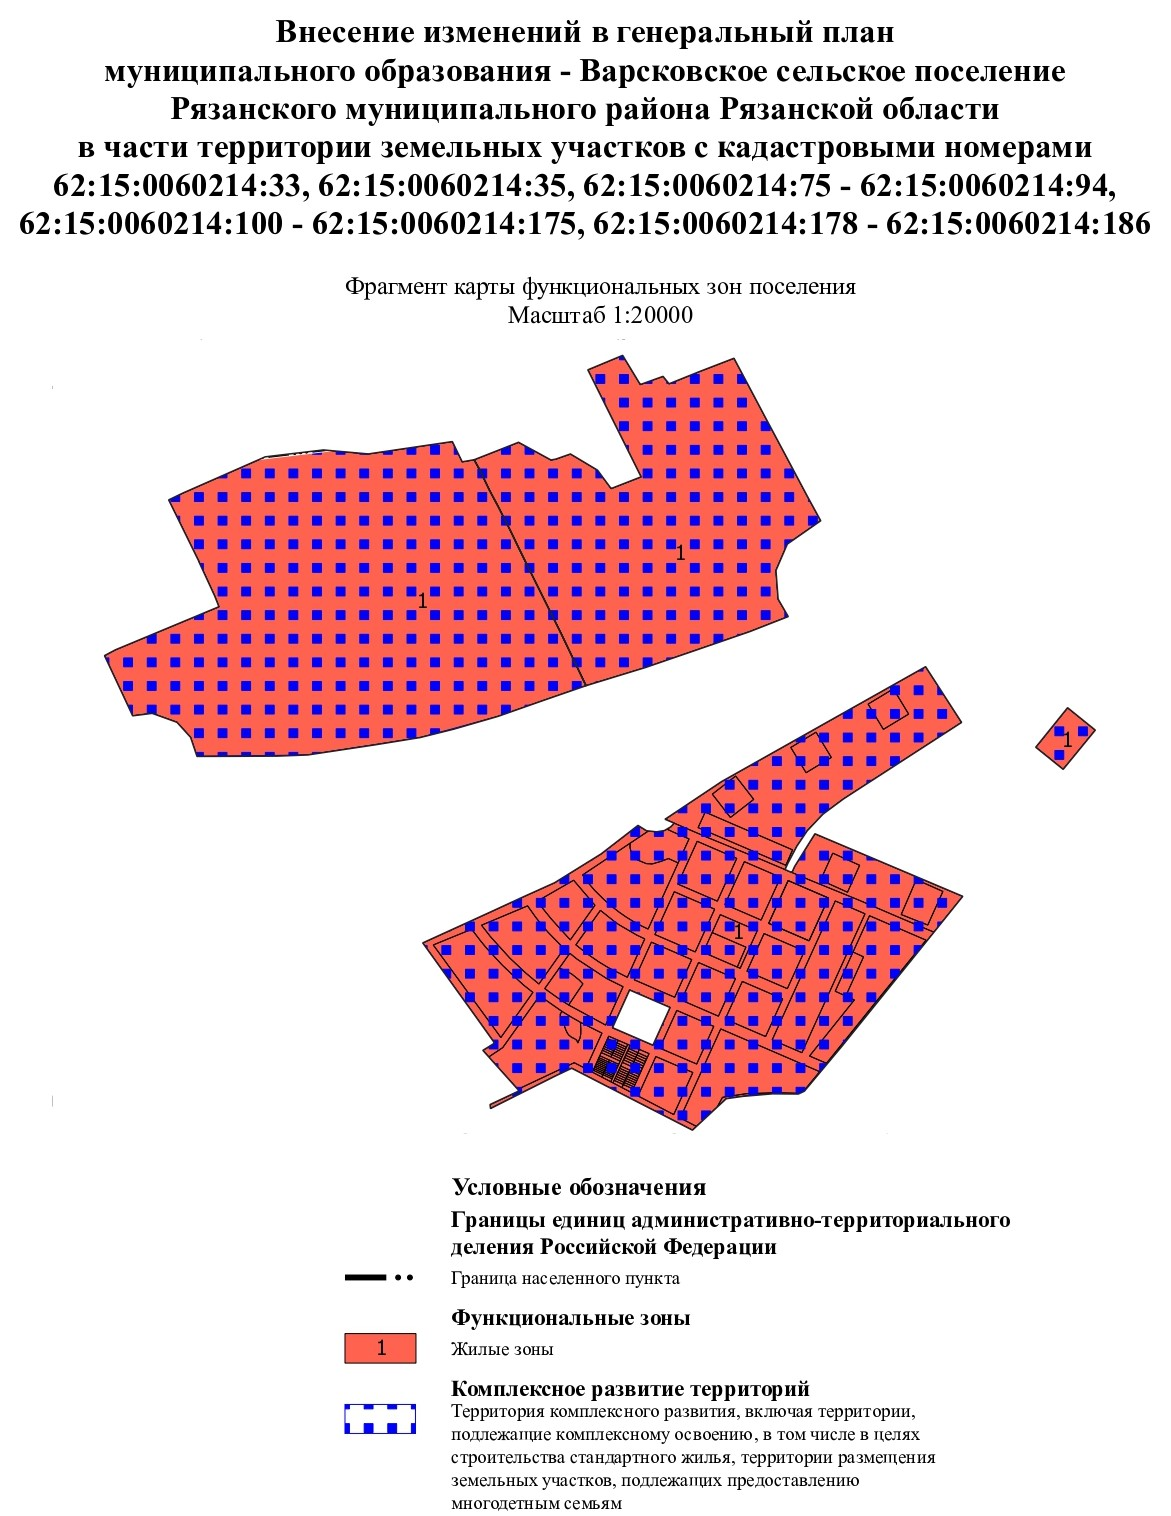 Внесение изменений в генеральный план
муниципального образования - Варсковское сельское поселение
Рязанского муниципального района Рязанской области
в части территории земельных участков с кадастровыми номерами
62:15:0060214:33, 62:15:0060214:35, 62:15:0060214:75 - 62:15:0060214:94,
62:15:0060214:100 - 62:15:0060214:175, 62:15:0060214:178 - 62:15:0060214:186
Фрагмент карты функциональных зон поселения
Масштаб 1:20000
1
1
1
1
Условные обозначения
Границы единиц административно-территориального
деления Российской Федерации
Граница населенного пункта
Функциональные зоны
1
Жилые зоны
Комплексное развитие территорий
Территория комплексного развития, включая территории,
подлежащие комплексному освоению, в том числе в целях
строительства стандартного жилья, территории размещения
земельных участков, подлежащих предоставлению
многодетным семьям